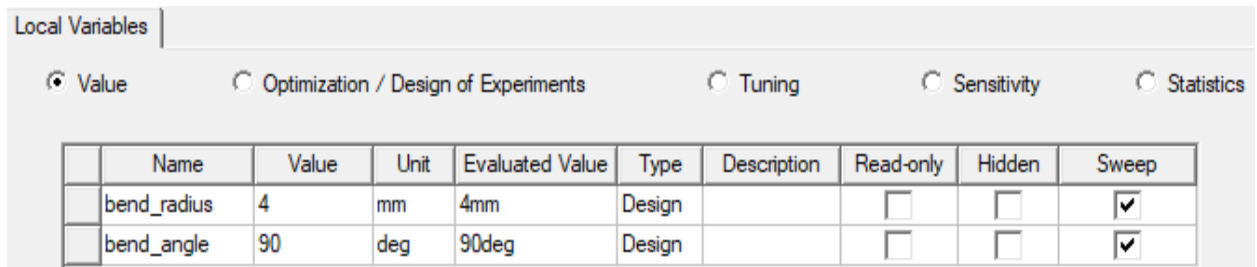 Local Variables
Value Optimization / Design of Experiments Tuning Sensitivity Statistics
Name Value Unit Evaluated Value Type Description Read-only Hidden Sweep
bend_radius 4 mm 4mm Design
bend_angle 90 deg 90deg Design